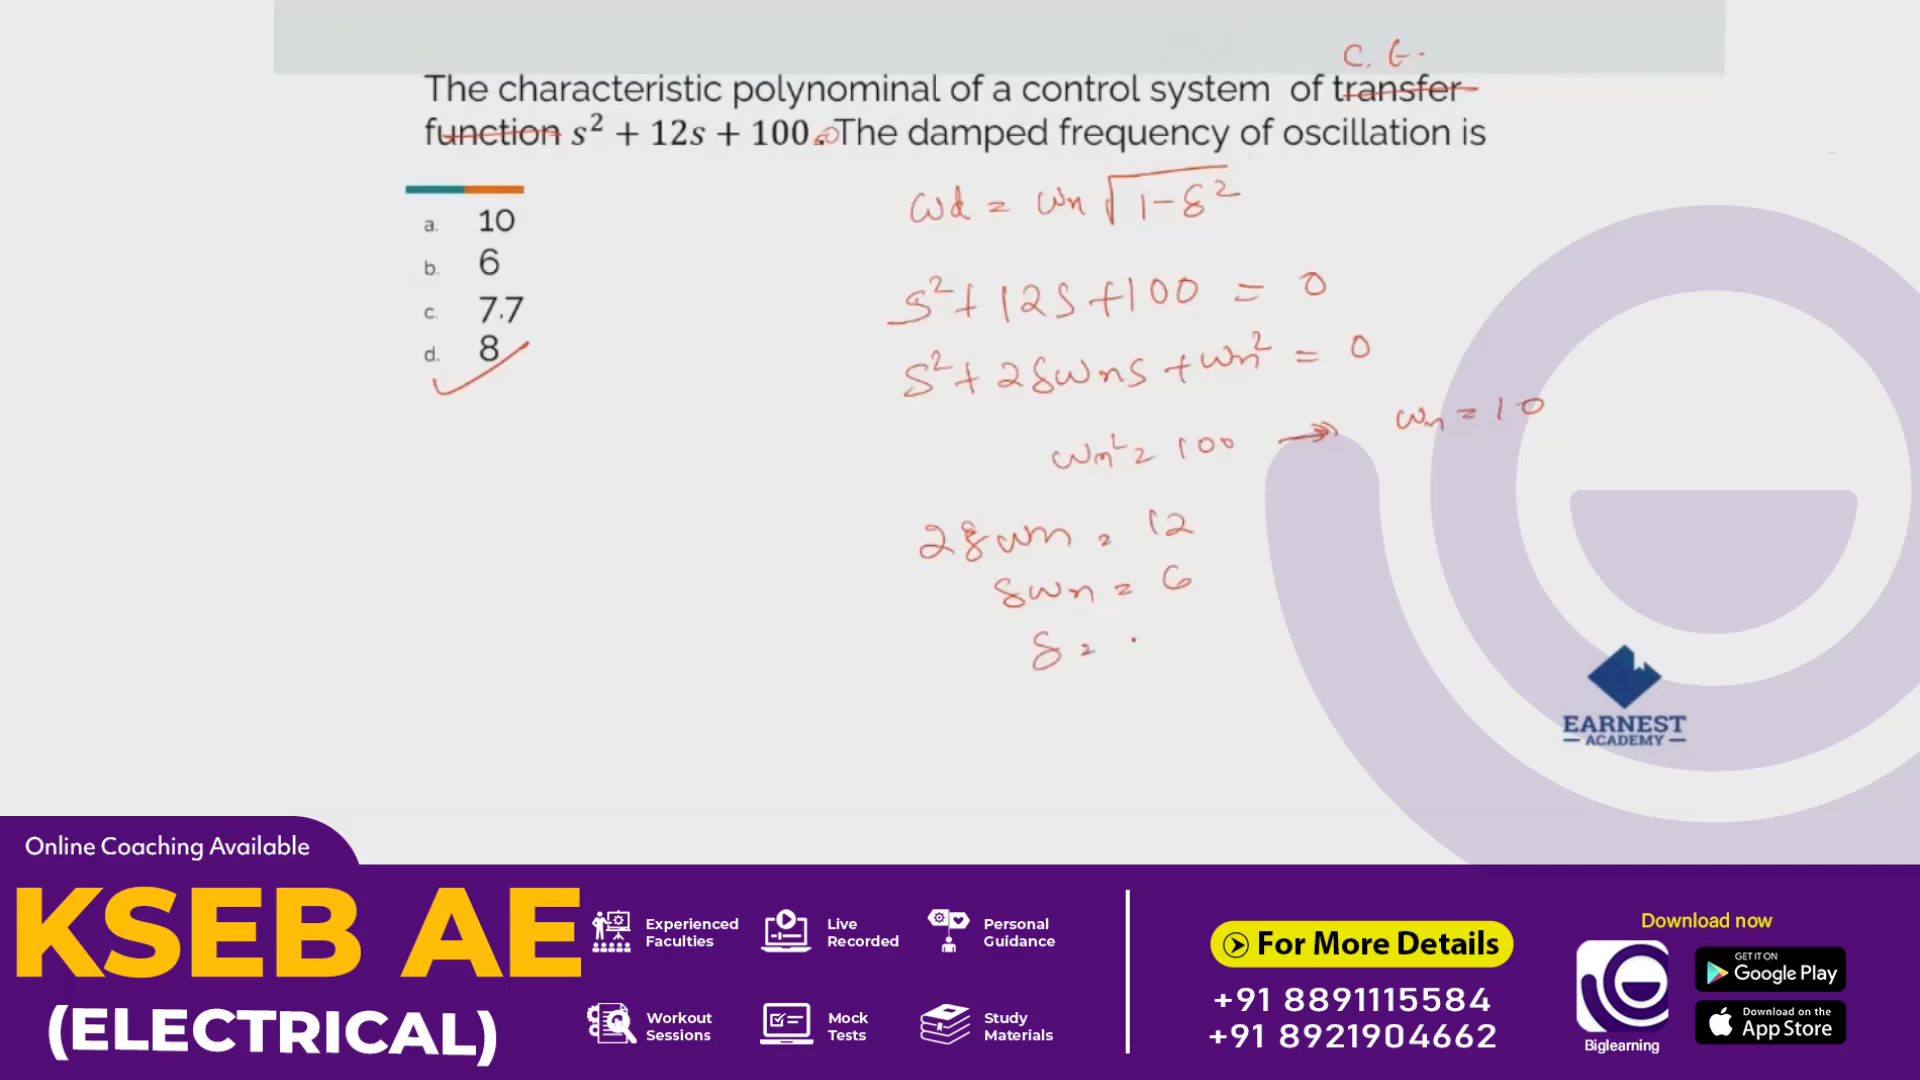 C. E.
The characteristic polynominal of a control system of transfer
function s² + 12s + 100 =0. The damped frequency of oscillation is
a. 10
b. 6
c. 7.7
d. 8
ωd = ωn √1-δ²
s² + 12s + 100 = 0
s² + 2δωns + ωn² = 0
ωn² = 100 → ωn = 10
2δωn = 12
δωn = 6
δ = .
EARNEST
ACADEMY
Online Coaching Available
KSEB AE
(ELECTRICAL)
Experienced
Faculties
Live
Recorded
Personal
Guidance
Workout
Sessions
Mock
Tests
Study
Materials
For More Details
+91 8891115584
+91 8921904662
Download now
GET IT ON
Google Play
Download on the
App Store
Biglearning